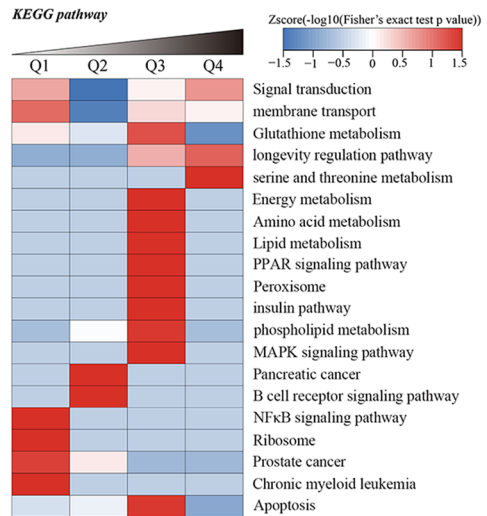 KEGG pathway
Zscore(-log10(Fisher's exact test p value))
Q1 Q2 Q3 Q4
−1.5 −1 −0.5 0 0.5 1 1.5
Signal transduction
membrane transport
Glutathione metabolism
longevity regulation pathway
serine and threonine metabolism
Energy metabolism
Amino acid metabolism
Lipid metabolism
PPAR signaling pathway
Peroxisome
insulin pathway
phospholipid metabolism
MAPK signaling pathway
Pancreatic cancer
B cell receptor signaling pathway
NFκB signaling pathway
Ribosome
Prostate cancer
Chronic myeloid leukemia
Apoptosis